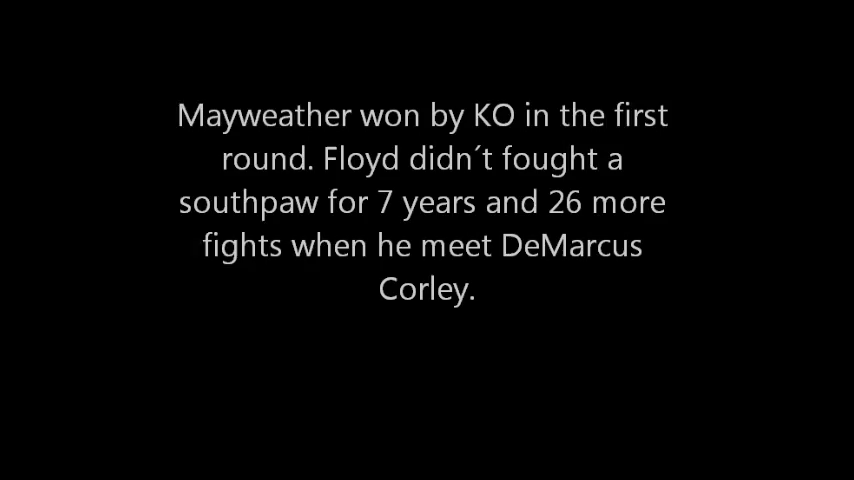 Mayweather won by KO in the first
round. Floyd didn´t fought a
southpaw for 7 years and 26 more
fights when he meet DeMarcus
Corley.